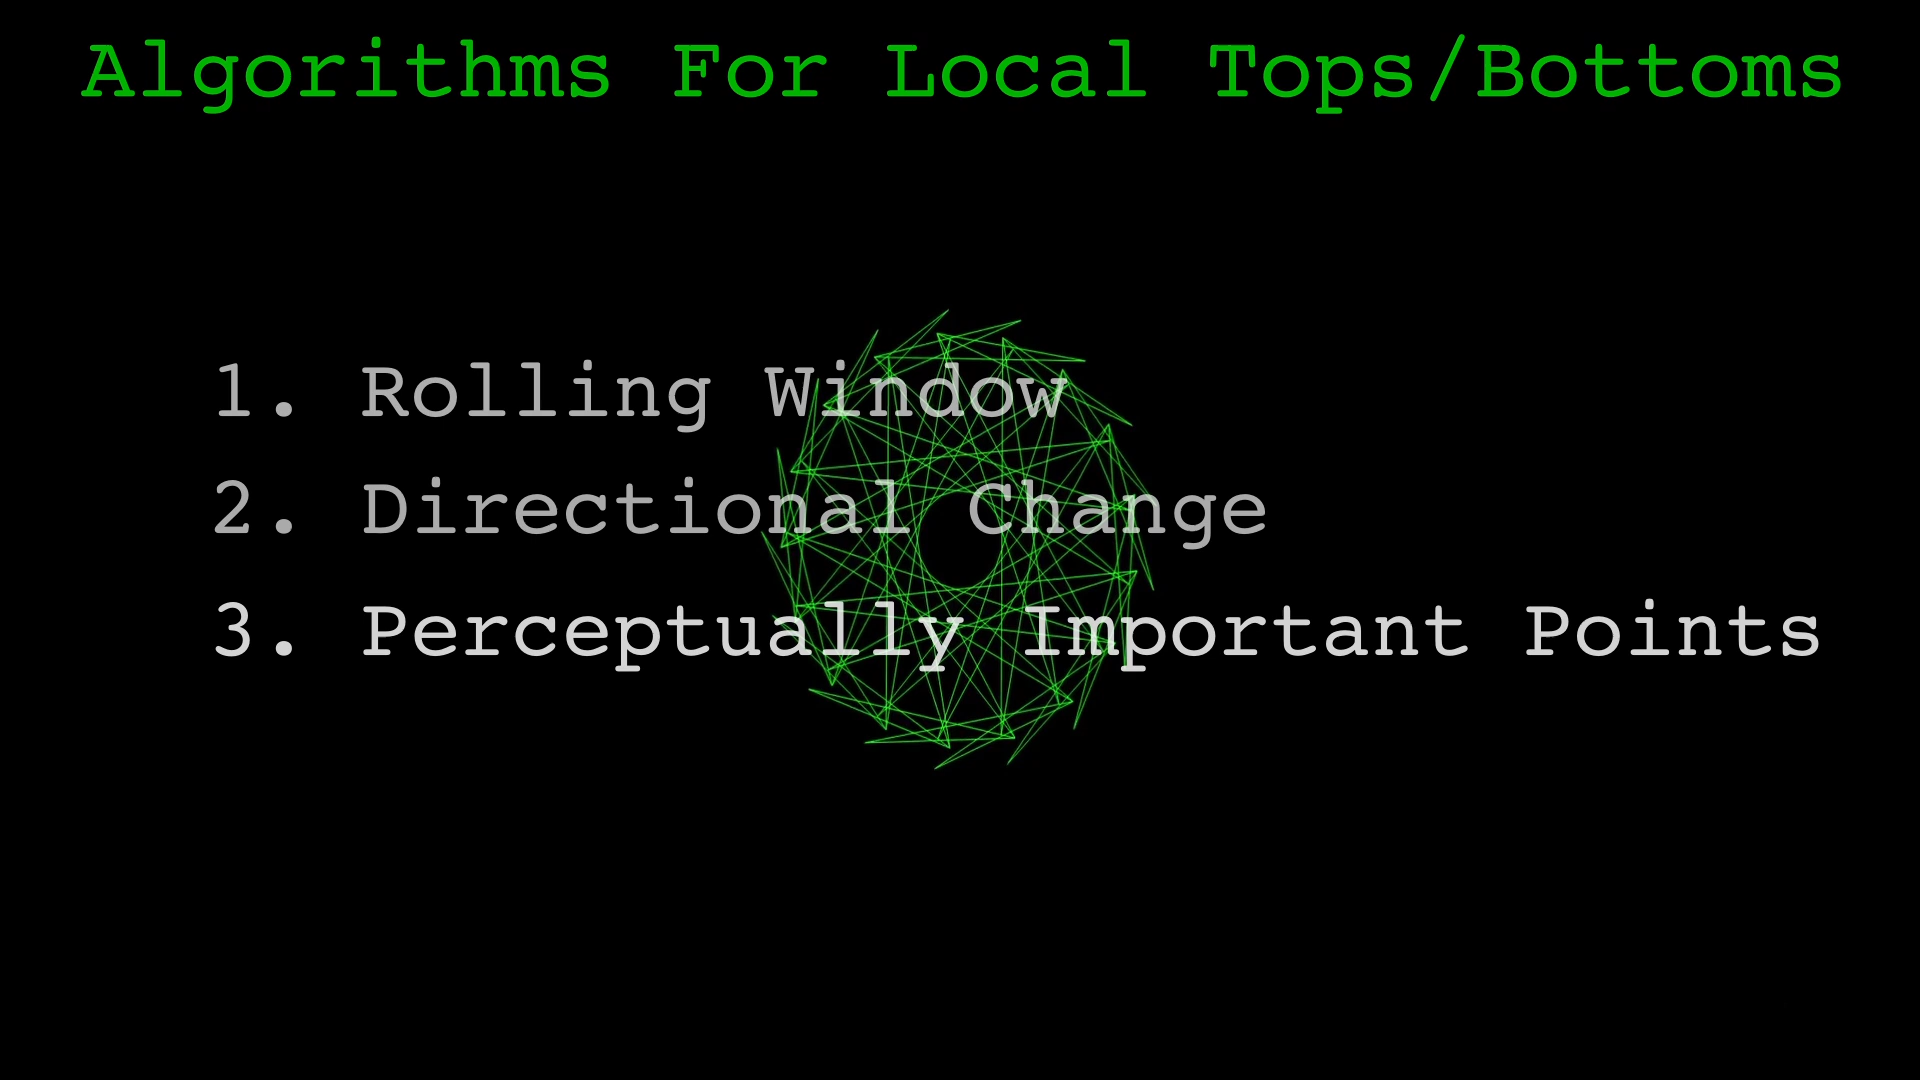 Algorithms For Local Tops/Bottoms
1. Rolling Window
2. Directional Change
3. Perceptually Important Points